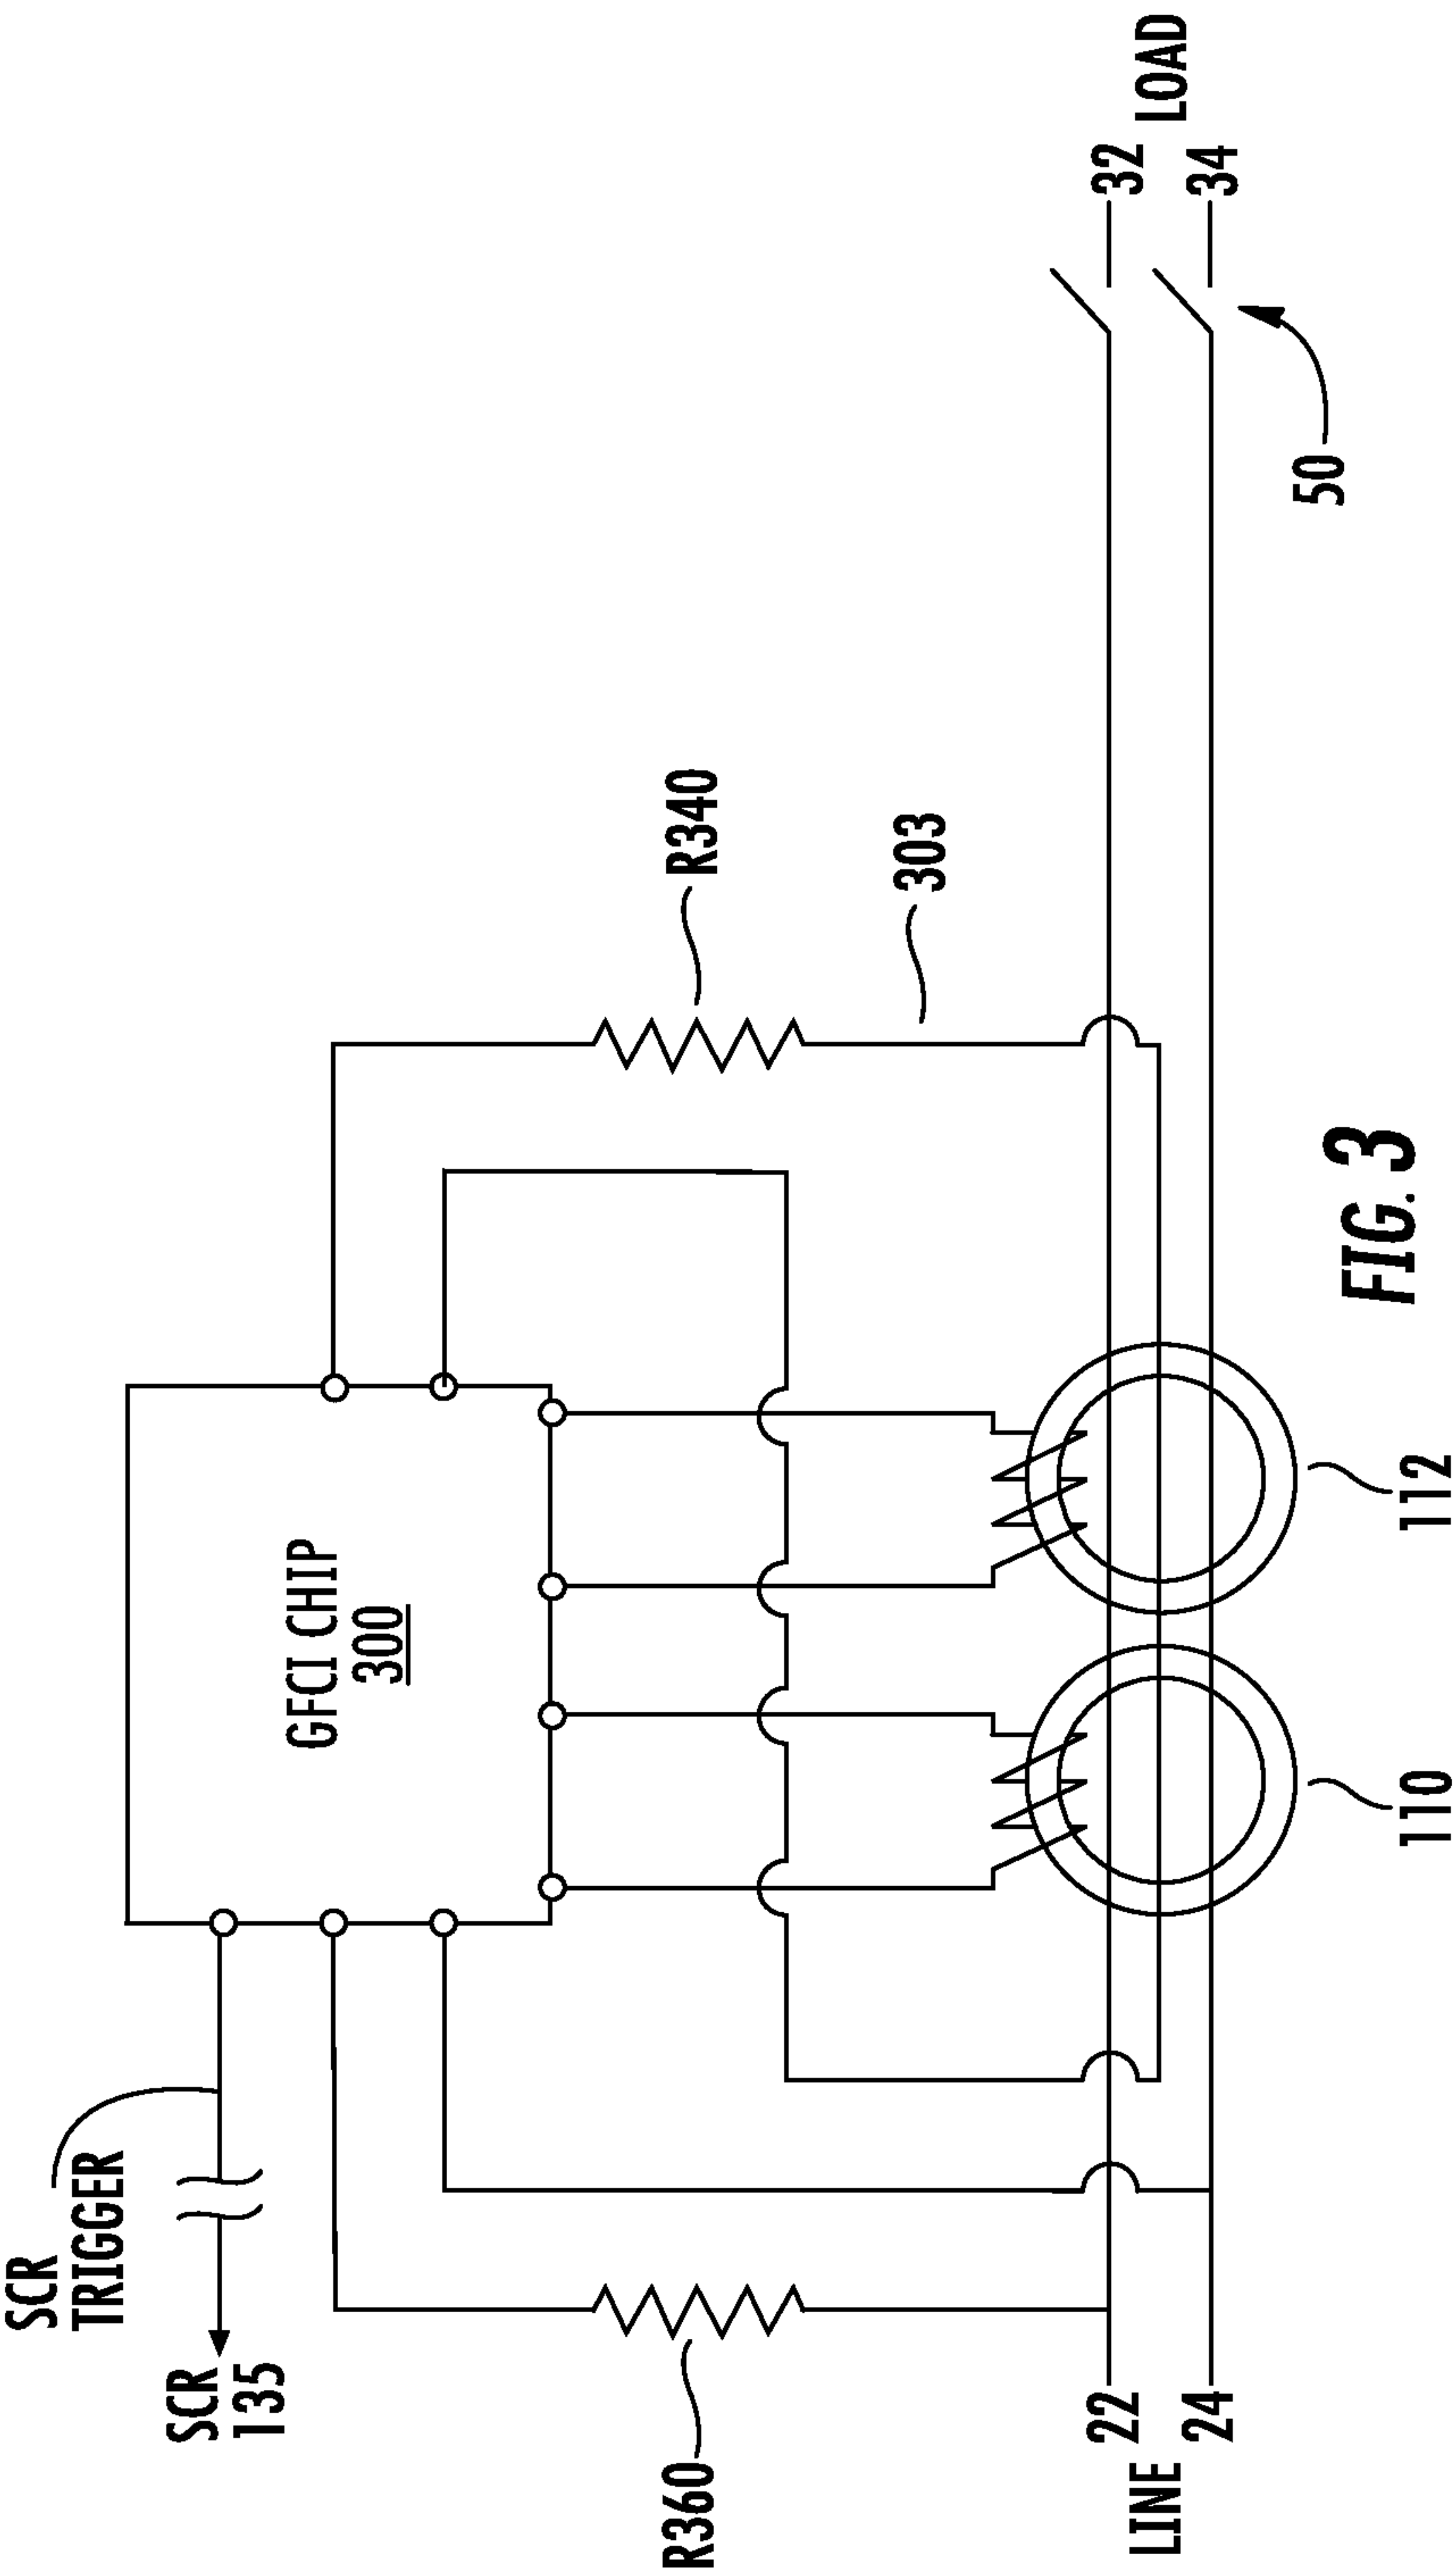 SCR
TRIGGER
SCR
135
GFCI CHIP
300
R360
R340
303
22
LINE
24
32
LOAD
34
50
110
112
FIG. 3